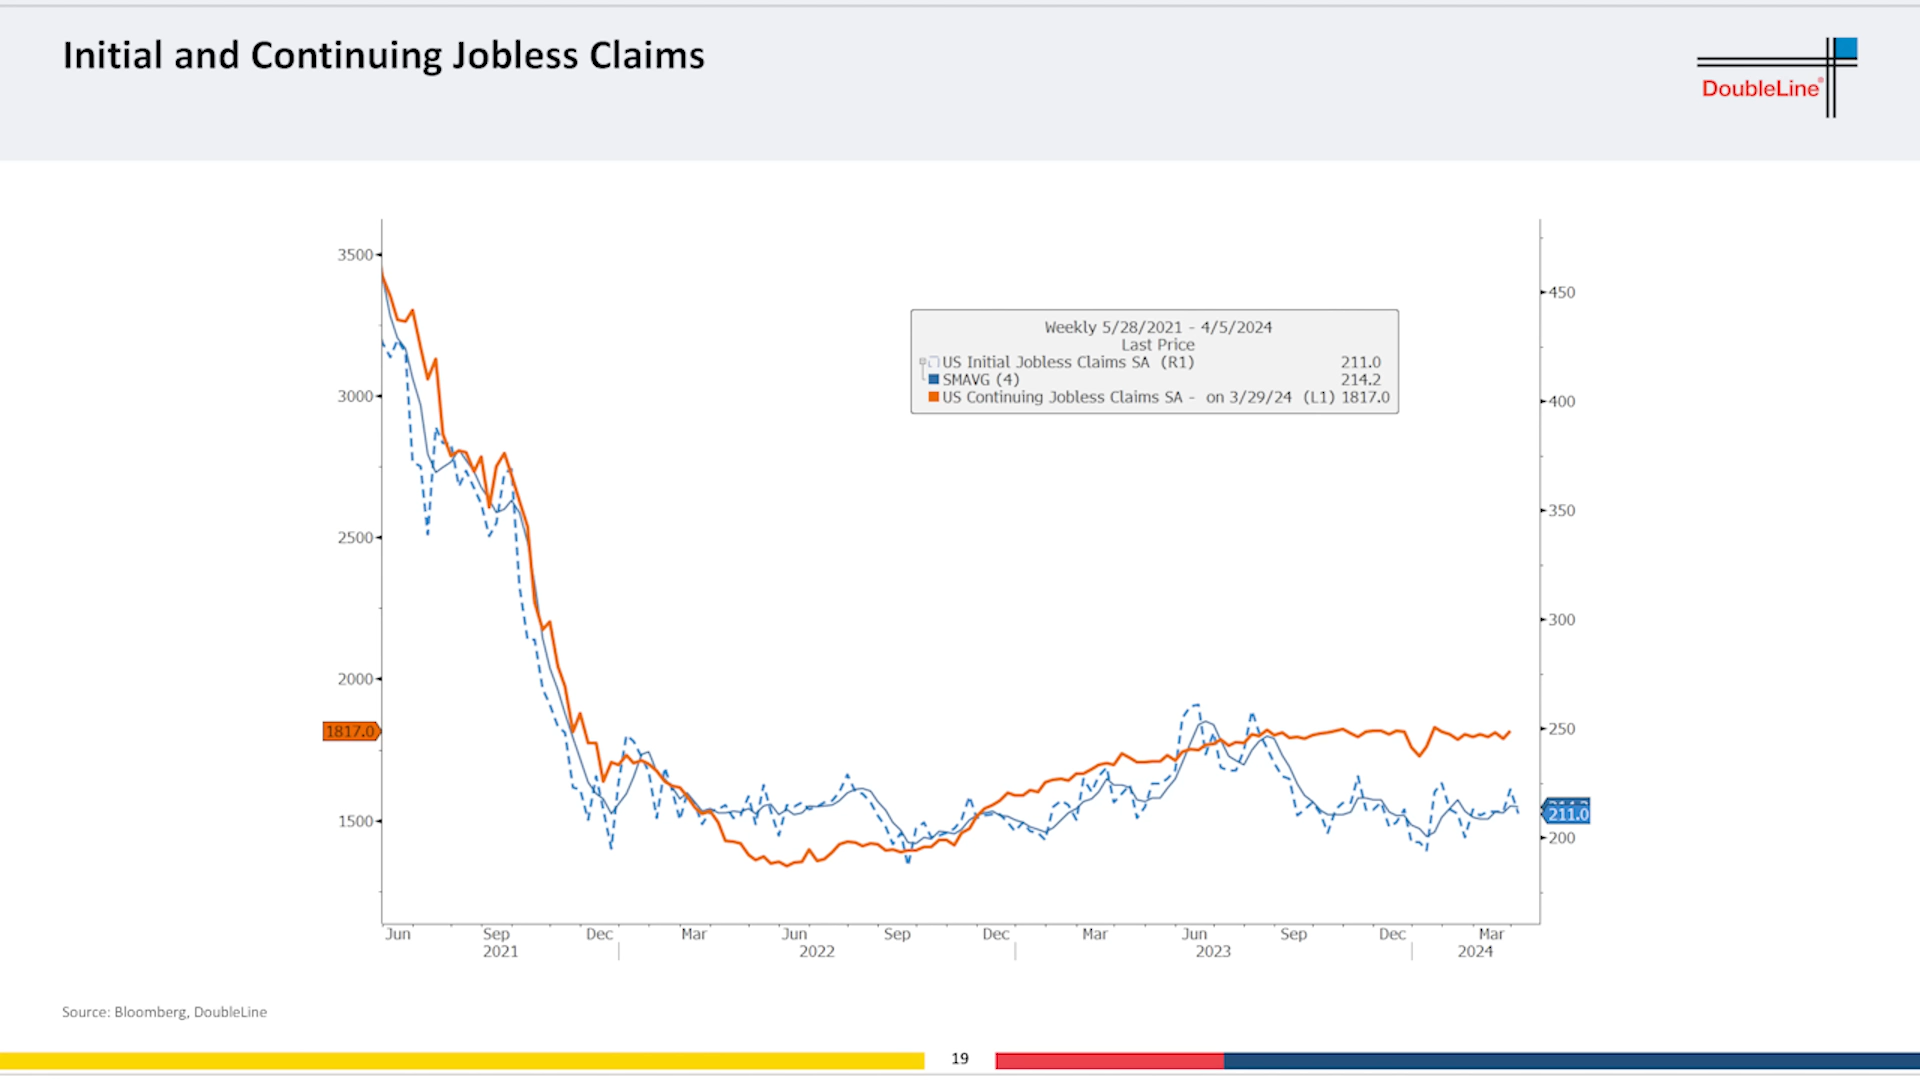 Initial and Continuing Jobless Claims
DoubleLine®
3500
3000
2500
2000
1817.0
1500
450
400
350
300
250
211.0
200
Weekly 5/28/2021 - 4/5/2024
Last Price
US Initial Jobless Claims SA (R1) 211.0
SMAVG (4) 214.2
US Continuing Jobless Claims SA - on 3/29/24 (L1) 1817.0
Jun Sep Dec Mar Jun Sep Dec Mar Jun Sep Dec Mar
2021 2022 2023 2024
Source: Bloomberg, DoubleLine
19